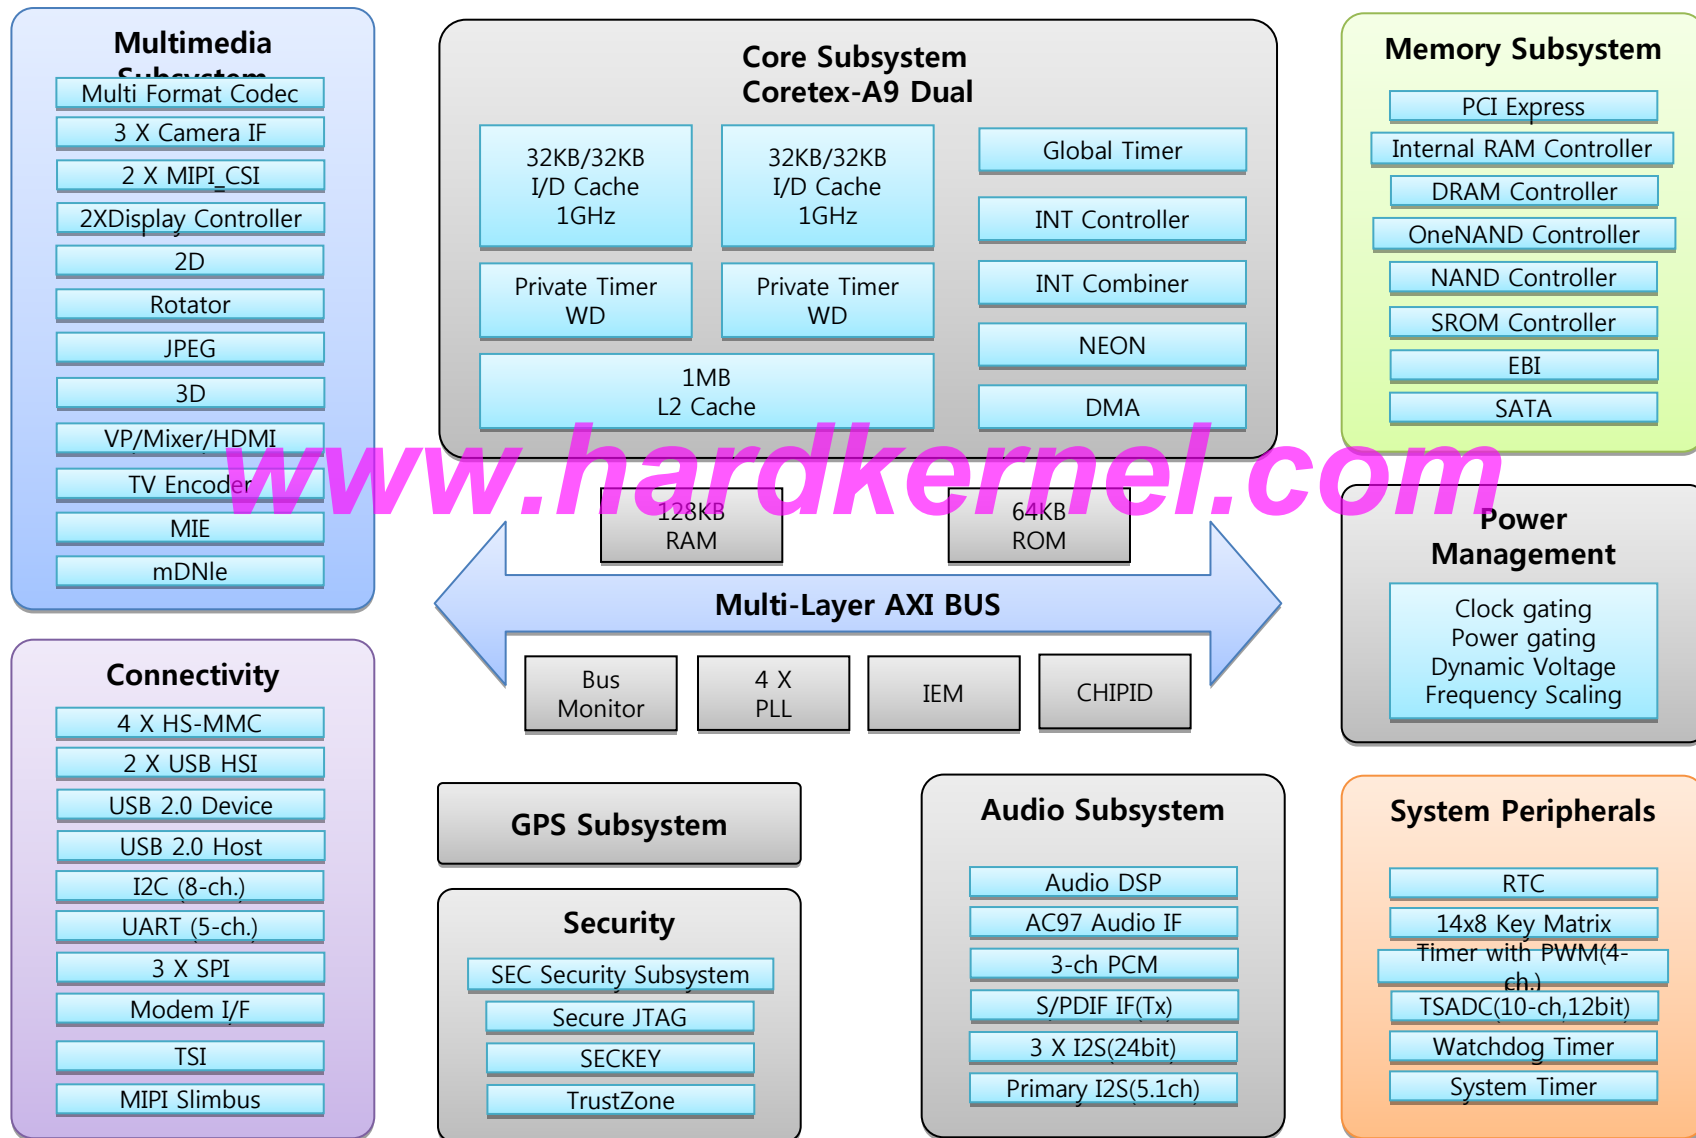 Multimedia
Subsystem
Multi Format Codec
3 X Camera IF
2 X MIPI_CSI
2XDisplay Controller
2D
Rotator
JPEG
3D
VP/Mixer/HDMI
TV Encoder
MIE
mDNIe
Core Subsystem
Coretex-A9 Dual
32KB/32KB
I/D Cache
1GHz
32KB/32KB
I/D Cache
1GHz
Private Timer
WD
Private Timer
WD
1MB
L2 Cache
Global Timer
INT Controller
INT Combiner
NEON
DMA
Memory Subsystem
PCI Express
Internal RAM Controller
DRAM Controller
OneNAND Controller
NAND Controller
SROM Controller
EBI
SATA
www.hardkernel.com
128KB
RAM
64KB
ROM
Multi-Layer AXI BUS
Bus
Monitor
4 X
PLL
IEM
CHIPID
Power
Management
Clock gating
Power gating
Dynamic Voltage
Frequency Scaling
Connectivity
4 X HS-MMC
2 X USB HSI
USB 2.0 Device
USB 2.0 Host
I2C (8-ch.)
UART (5-ch.)
3 X SPI
Modem I/F
TSI
MIPI Slimbus
GPS Subsystem
Security
SEC Security Subsystem
Secure JTAG
SECKEY
TrustZone
Audio Subsystem
Audio DSP
AC97 Audio IF
3-ch PCM
S/PDIF IF(Tx)
3 X I2S(24bit)
Primary I2S(5.1ch)
System Peripherals
RTC
14x8 Key Matrix
Timer with PWM(4-
ch.)
TSADC(10-ch,12bit)
Watchdog Timer
System Timer